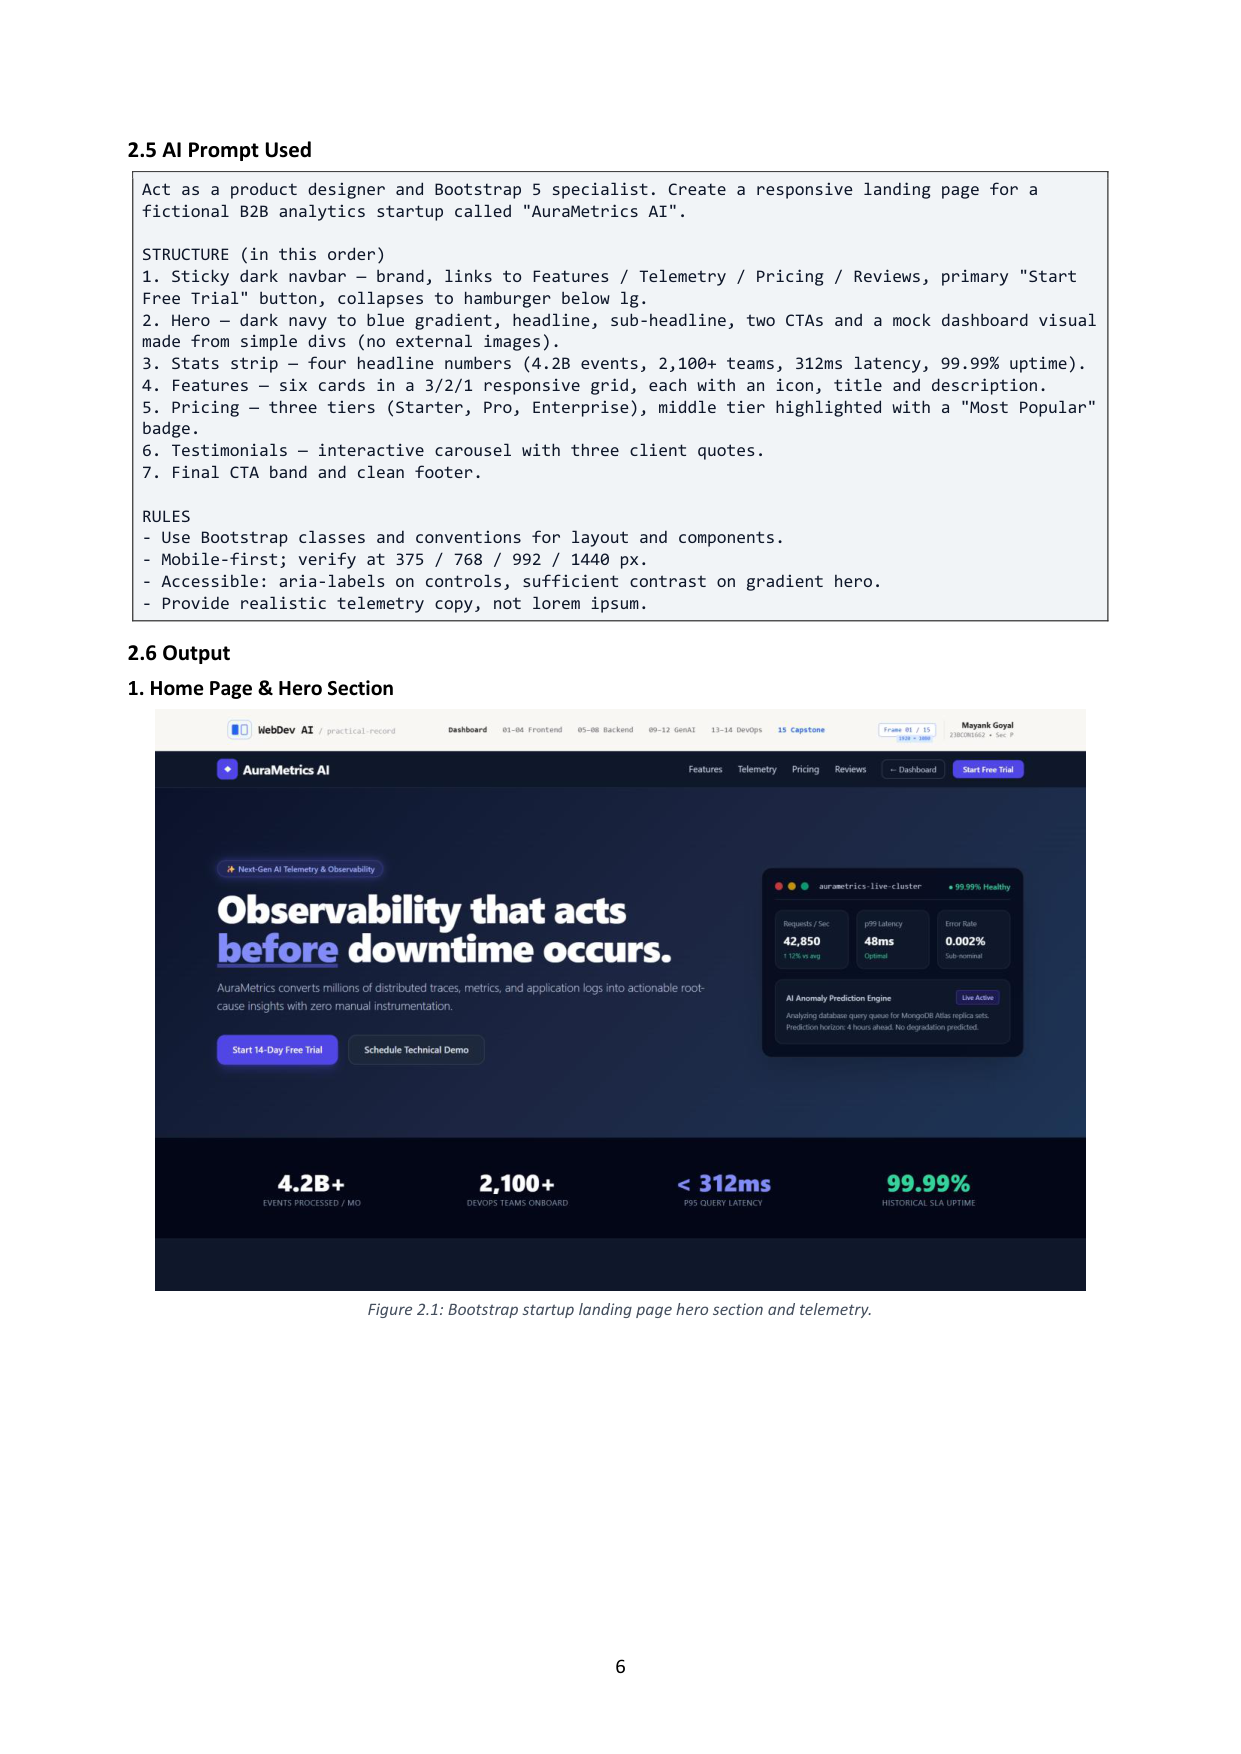 2.5 AI Prompt Used
Act as a product designer and Bootstrap 5 specialist. Create a responsive landing page for a
fictional B2B analytics startup called "AuraMetrics AI".
STRUCTURE (in this order)
1. Sticky dark navbar — brand, links to Features / Telemetry / Pricing / Reviews, primary "Start
Free Trial" button, collapses to hamburger below lg.
2. Hero — dark navy to blue gradient, headline, sub-headline, two CTAs and a mock dashboard visual
made from simple divs (no external images).
3. Stats strip — four headline numbers (4.2B events, 2,100+ teams, 312ms latency, 99.99% uptime).
4. Features — six cards in a 3/2/1 responsive grid, each with an icon, title and description.
5. Pricing — three tiers (Starter, Pro, Enterprise), middle tier highlighted with a "Most Popular"
badge.
6. Testimonials — interactive carousel with three client quotes.
7. Final CTA band and clean footer.
RULES
- Use Bootstrap classes and conventions for layout and components.
- Mobile-first; verify at 375 / 768 / 992 / 1440 px.
- Accessible: aria-labels on controls, sufficient contrast on gradient hero.
- Provide realistic telemetry copy, not lorem ipsum.
2.6 Output
1. Home Page & Hero Section
WebDev AI / practical-record Dashboard 01-04 Frontend 05-08 Backend 09-12 GenAI 13-14 DevOps 15 Capstone Frame 01 / 15 Mayank Goyal
1920 × 1080 • Sec P
AuraMetrics AI Features Telemetry Pricing Reviews ← Dashboard Start Free Trial
✨ Next-Gen AI Telemetry & Observability
Observability that acts
before downtime occurs.
AuraMetrics converts millions of distributed traces, metrics, and application logs into actionable root-
cause insights with zero manual instrumentation.
Start 14-Day Free Trial Schedule Technical Demo
aurametrics-live-cluster ● 99.99% Healthy
Requests / Sec p99 Latency Error Rate
42,850 48ms 0.002%
↑ 12% vs avg Optimal Sub-nominal
AI Anomaly Prediction Engine Live Active
Analyzing database query queue for MongoDB Atlas replica sets.
Prediction horizon: 4 hours ahead. No degradation predicted.
4.2B+ 2,100+ < 312ms 99.99%
EVENTS PROCESSED / MO DEVOPS TEAMS ONBOARD P95 QUERY LATENCY HISTORICAL SLA UPTIME
Figure 2.1: Bootstrap startup landing page hero section and telemetry.
6